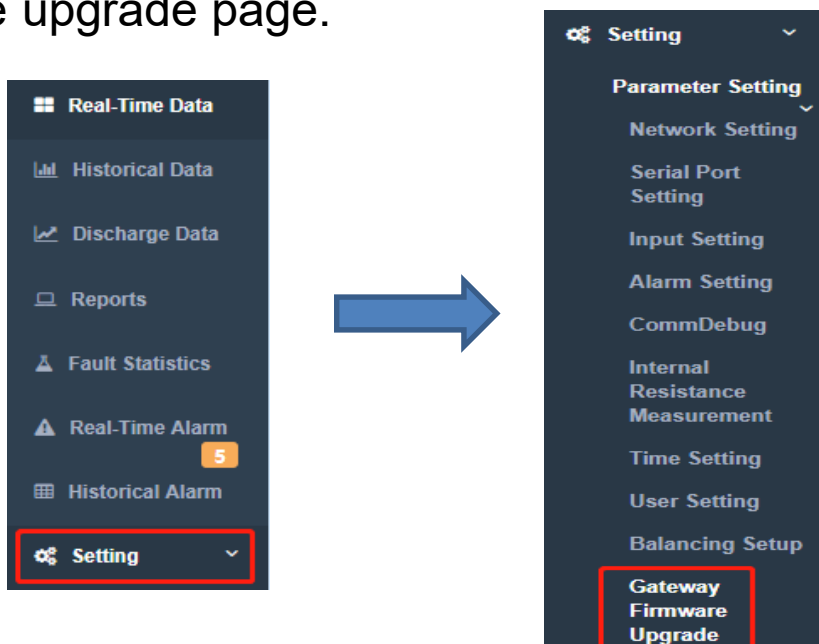 e upgrade page.
Real-Time Data
Historical Data
Discharge Data
Reports
Fault Statistics
Real-Time Alarm
5
Historical Alarm
Setting
Setting
Parameter Setting
Network Setting
Serial Port
Setting
Input Setting
Alarm Setting
CommDebug
Internal
Resistance
Measurement
Time Setting
User Setting
Balancing Setup
Gateway
Firmware
Upgrade